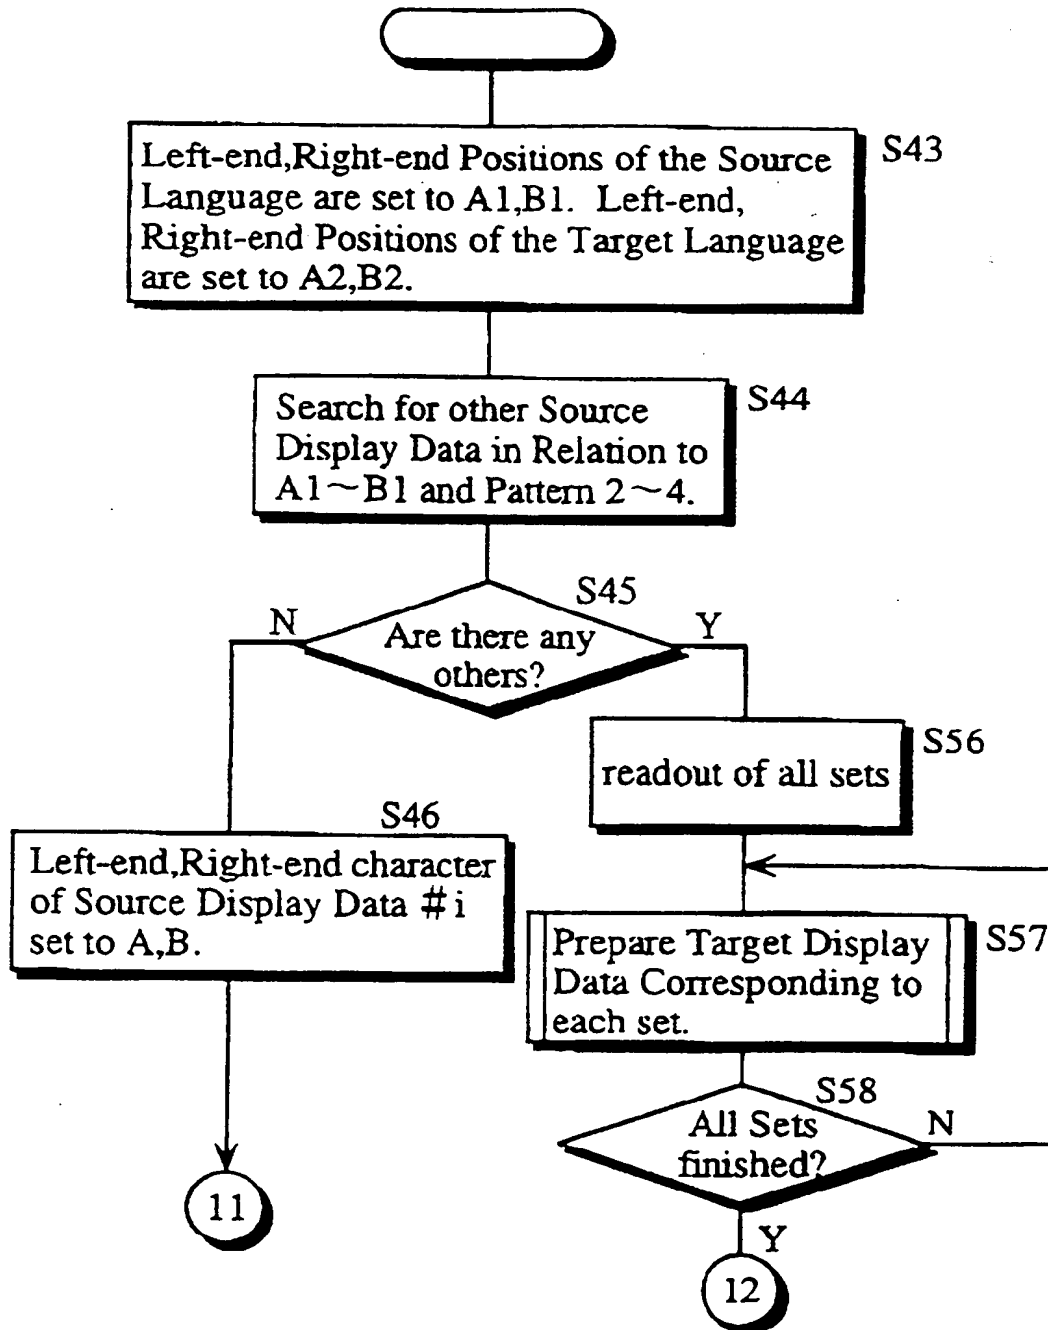 S43
Left-end,Right-end Positions of the Source
Language are set to A1,B1. Left-end,
Right-end Positions of the Target Language
are set to A2,B2.
S44
Search for other Source
Display Data in Relation to
A1~B1 and Pattern 2~4.
S45
N
Y
Are there any
others?
S56
readout of all sets
S46
Left-end,Right-end character
of Source Display Data #i
set to A,B.
S57
Prepare Target Display
Data Corresponding to
each set.
S58
All Sets
finished?
N
11
Y
12